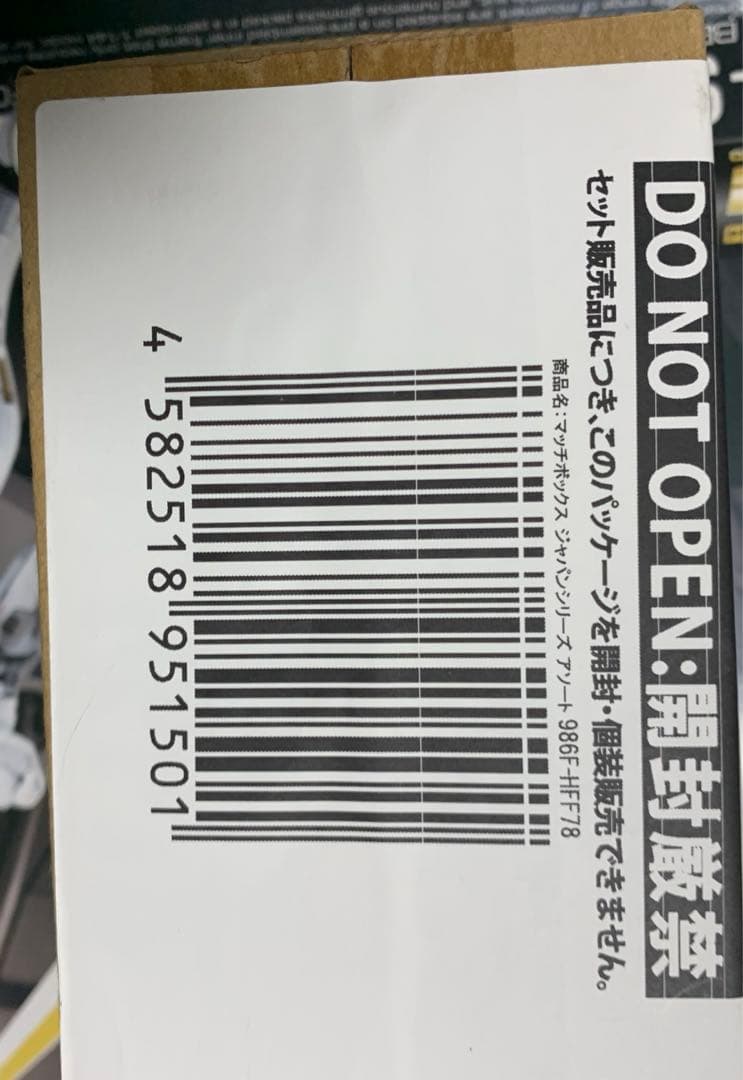 DO NOT OPEN:開封厳禁
セット販売品につき、このパッケージを開封・個装販売できません。
商品名:マッチボックス ジャパンシリーズ アソート 986F-HFF78
4 582518 951501